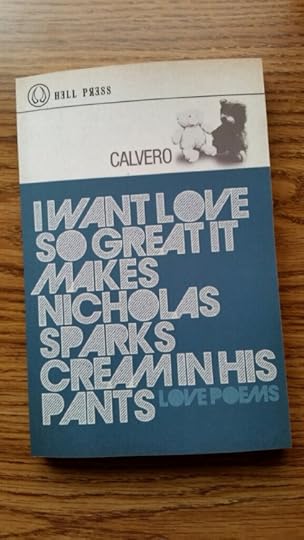 HELL PRESS
CALVERO
I WANT LOVE
SO GREAT IT
MAKES
NICHOLAS
SPARKS
CREAM IN HIS
PANTS LOVE POEMS